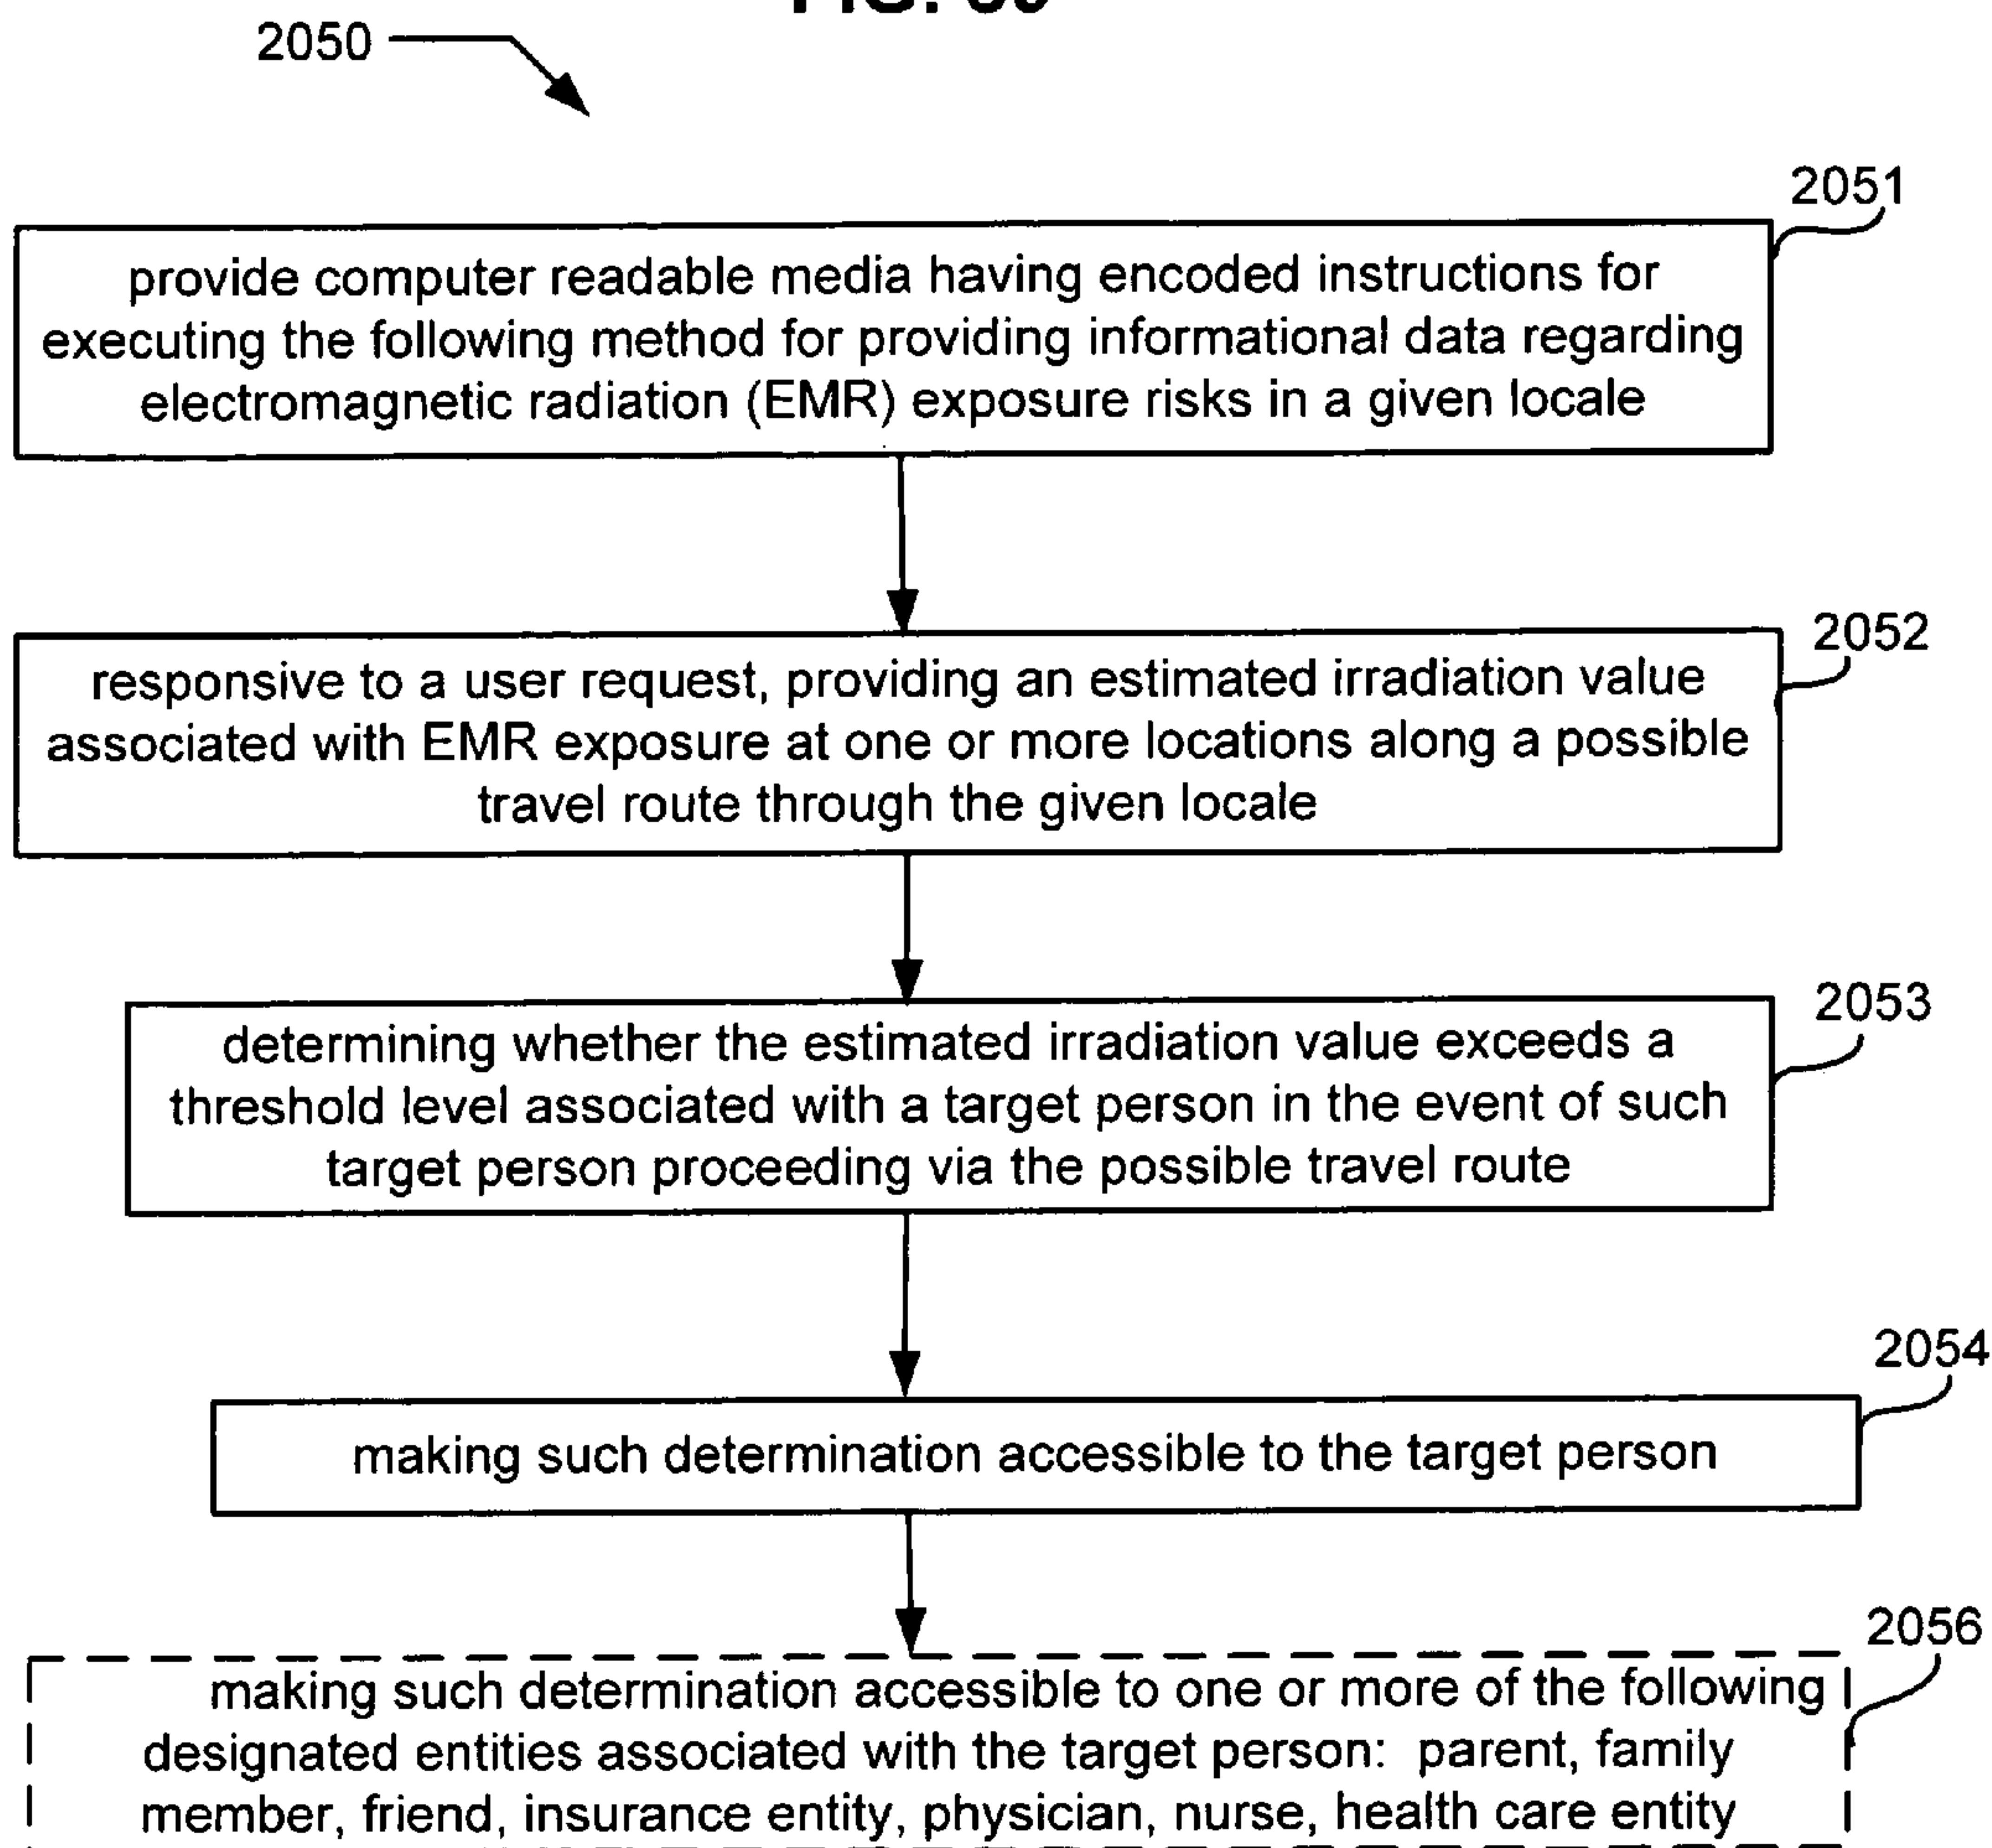 2050
2051
provide computer readable media having encoded instructions for
executing the following method for providing informational data regarding
electromagnetic radiation (EMR) exposure risks in a given locale
2052
responsive to a user request, providing an estimated irradiation value
associated with EMR exposure at one or more locations along a possible
travel route through the given locale
2053
determining whether the estimated irradiation value exceeds a
threshold level associated with a target person in the event of such
target person proceeding via the possible travel route
2054
making such determination accessible to the target person
2056
making such determination accessible to one or more of the following
designated entities associated with the target person: parent, family
member, friend, insurance entity, physician, nurse, health care entity